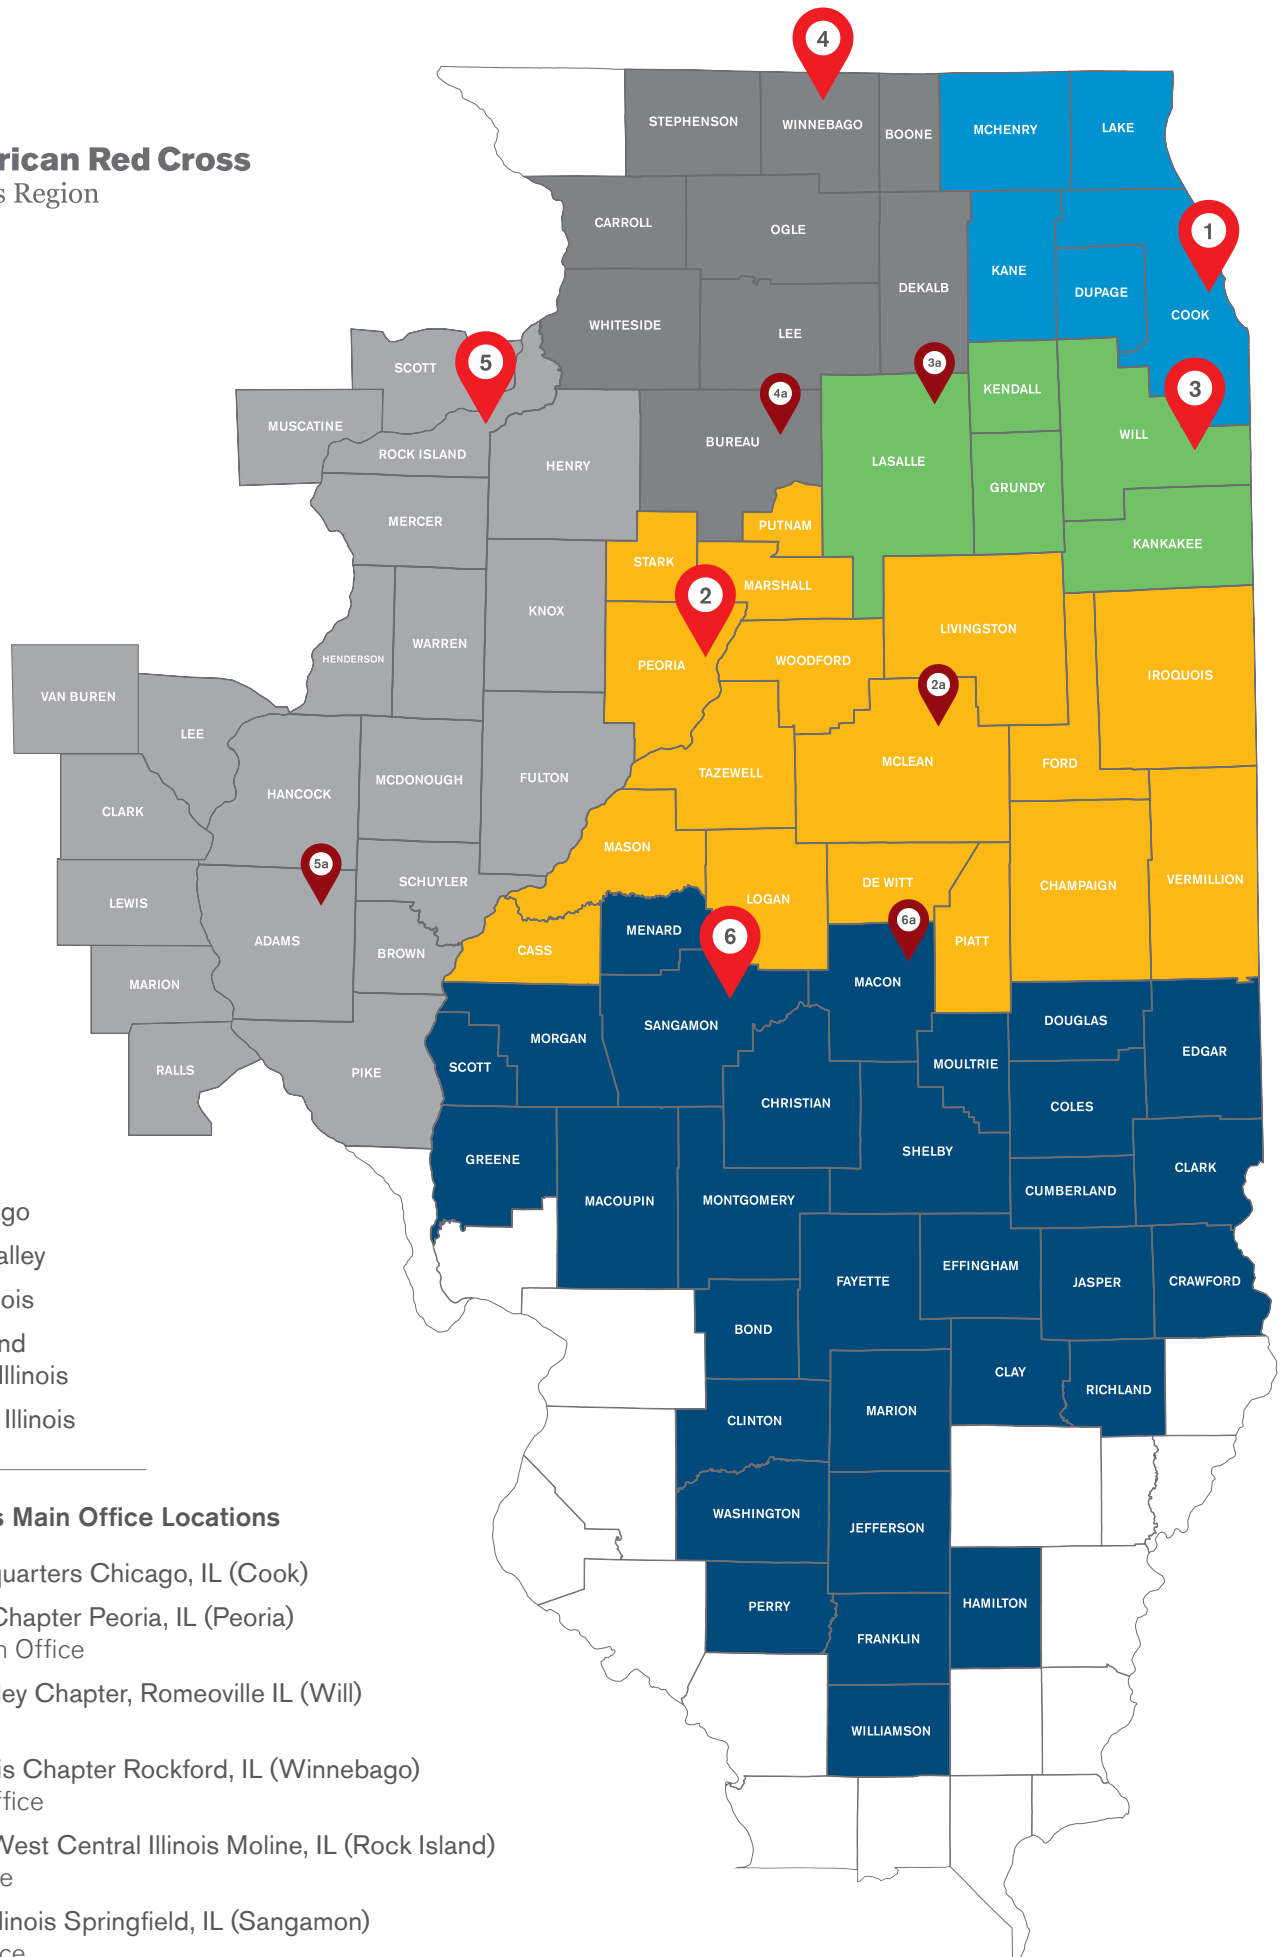 4
STEPHENSON
WINNEBAGO
BOONE
MCHENRY
LAKE
rican Red Cross
s Region
CARROLL
OGLE
1
KANE
DEKALB
DUPAGE
COOK
WHITESIDE
LEE
SCOTT
5
3a
4a
KENDALL
3
MUSCATINE
ROCK ISLAND
HENRY
BUREAU
LASALLE
WILL
GRUNDY
MERCER
PUTNAM
KANKAKEE
STARK
MARSHALL
2
KNOX
LIVINGSTON
WARREN
HENDERSON
PEORIA
WOODFORD
IROQUOIS
2a
VAN BUREN
LEE
MCLEAN
FORD
TAZEWELL
MCDONOUGH
FULTON
HANCOCK
CLARK
MASON
5a
SCHUYLER
DE WITT
CHAMPAIGN
VERMILLION
LOGAN
LEWIS
6a
MENARD
6
ADAMS
BROWN
CASS
PIATT
MACON
MARION
SANGAMON
DOUGLAS
MORGAN
EDGAR
SCOTT
MOULTRIE
RALLS
PIKE
CHRISTIAN
COLES
SHELBY
GREENE
CLARK
CUMBERLAND
MACOUPIN
MONTGOMERY
go
alley
EFFINGHAM
FAYETTE
JASPER
CRAWFORD
ois
BOND
nd
Illinois
CLAY
RICHLAND
MARION
Illinois
CLINTON
WASHINGTON
s Main Office Locations
JEFFERSON
quarters Chicago, IL (Cook)
HAMILTON
PERRY
Chapter Peoria, IL (Peoria)
n Office
FRANKLIN
ley Chapter, Romeoville IL (Will)
WILLIAMSON
is Chapter Rockford, IL (Winnebago)
ffice
West Central Illinois Moline, IL (Rock Island)
e
linois Springfield, IL (Sangamon)
ce